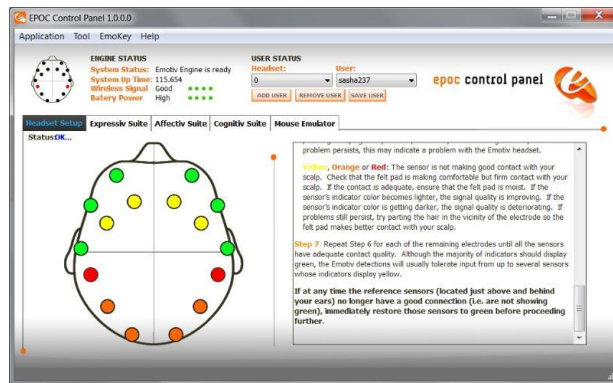 EPOC Control Panel 1.0.0.0
Application Tool EmoKey Help
ENGINE STATUS
System Status: Emotiv Engine is ready
System Up Time: 115.654
Wireless Signal Good
Batery Power High
USER STATUS
Headset: User:
0 sasha237
ADD USER REMOVE USER SAVE USER
epoc control panel
Headset Setup Expressiv Suite Affectiv Suite Cognitiv Suite Mouse Emulator
Status:OK...
problem persists, this may indicate a problem with the Emotiv headset.
Yellow, Orange or Red: The sensor is not making good contact with your
scalp. Check that the felt pad is making comfortable but firm contact with your
scalp. If the contact is adequate, ensure that the felt pad is moist. If the
sensor's indicator color becomes lighter, the signal quality is improving. If
sensor's indicator color is getting darker, the signal quality is deteriorating. If
problems still persist, try parting the hair in the vicinity of the electrode so the
felt pad makes better contact with your scalp.
Step 7 Repeat Step 6 for each of the remaining electrodes until all the sensors
have adequate contact quality. Although the majority of indicators should display
green, the Emotiv detections will usually tolerate input from up to several sensors
whose indicators display yellow.
If at any time the reference sensors (located just above and behind
your ears) no longer have a good connection (i.e. are not showing
green), immediately restore those sensors to green before proceeding
further.